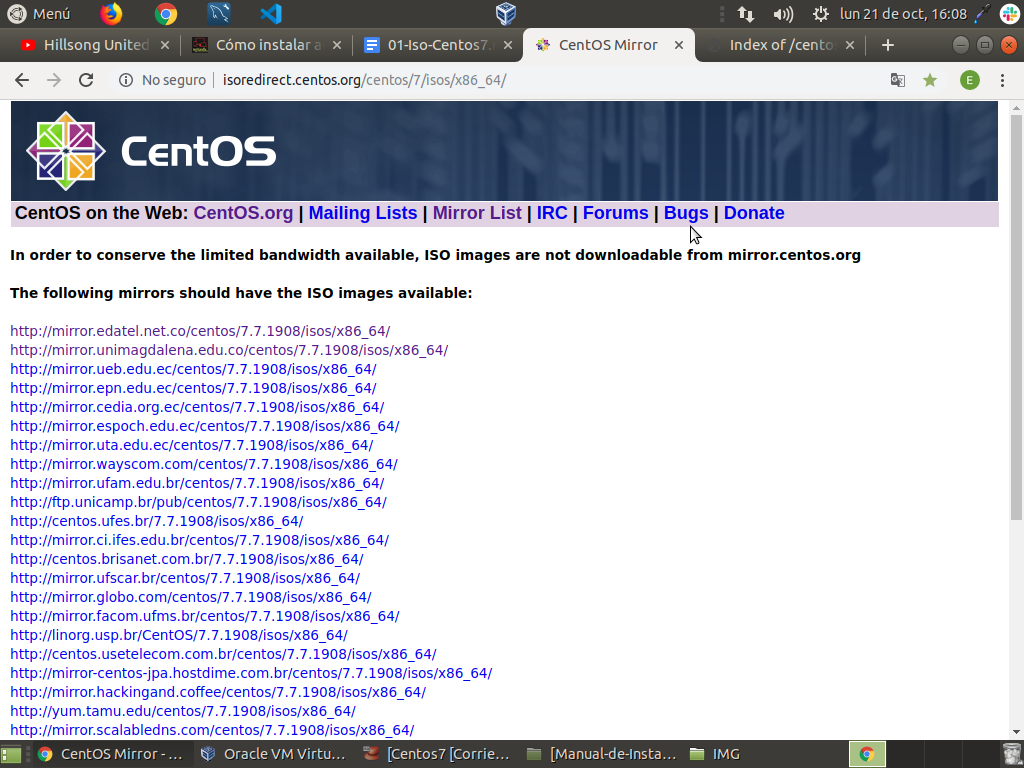 Menú
lun 21 de oct, 16:08
Hillsong United
Cómo instalar a
01-Iso-Centos7.
CentOS Mirror
Index of /cento
No seguro
isoredirect.centos.org/centos/7/isos/x86_64/
E
CentOS
CentOS on the Web: CentOS.org | Mailing Lists | Mirror List | IRC | Forums | Bugs | Donate
In order to conserve the limited bandwidth available, ISO images are not downloadable from mirror.centos.org
The following mirrors should have the ISO images available:
http://mirror.edatel.net.co/centos/7.7.1908/isos/x86_64/
http://mirror.unimagdalena.edu.co/centos/7.7.1908/isos/x86_64/
http://mirror.ueb.edu.ec/centos/7.7.1908/isos/x86_64/
http://mirror.epn.edu.ec/centos/7.7.1908/isos/x86_64/
http://mirror.cedia.org.ec/centos/7.7.1908/isos/x86_64/
http://mirror.espoch.edu.ec/centos/7.7.1908/isos/x86_64/
http://mirror.uta.edu.ec/centos/7.7.1908/isos/x86_64/
http://mirror.wayscom.com/centos/7.7.1908/isos/x86_64/
http://mirror.ufam.edu.br/centos/7.7.1908/isos/x86_64/
http://ftp.unicamp.br/pub/centos/7.7.1908/isos/x86_64/
http://centos.ufes.br/7.7.1908/isos/x86_64/
http://mirror.ci.ifes.edu.br/centos/7.7.1908/isos/x86_64/
http://centos.brisanet.com.br/7.7.1908/isos/x86_64/
http://mirror.ufscar.br/centos/7.7.1908/isos/x86_64/
http://mirror.globo.com/centos/7.7.1908/isos/x86_64/
http://mirror.facom.ufms.br/centos/7.7.1908/isos/x86_64/
http://linorg.usp.br/CentOS/7.7.1908/isos/x86_64/
http://centos.usetelecom.com.br/centos/7.7.1908/isos/x86_64/
http://mirror-centos-jpa.hostdime.com.br/centos/7.7.1908/isos/x86_64/
http://mirror.hackingand.coffee/centos/7.7.1908/isos/x86_64/
http://yum.tamu.edu/centos/7.7.1908/isos/x86_64/
http://mirror.scalabledns.com/centos/7.7.1908/isos/x86_64/
CentOS Mirror - ...
Oracle VM Virtu...
[Centos7 [Corrie...
[Manual-de-Insta...
IMG